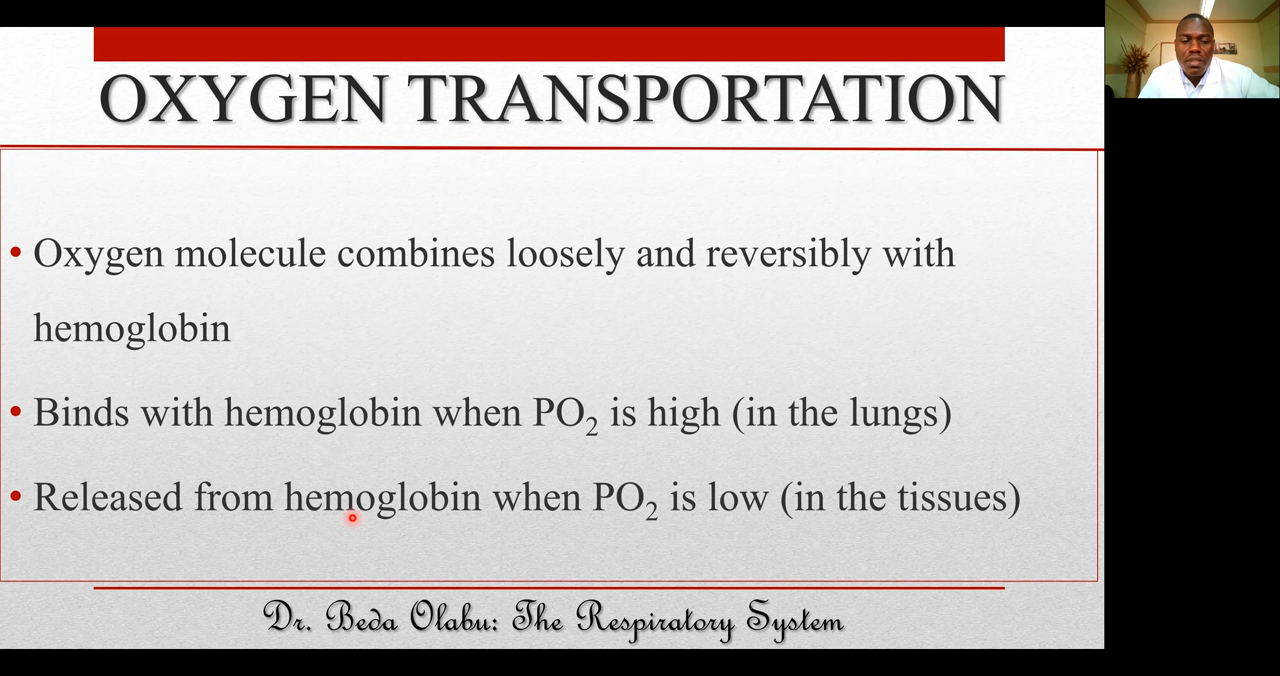 OXYGEN TRANSPORTATION
• Oxygen molecule combines loosely and reversibly with
hemoglobin
• Binds with hemoglobin when PO₂ is high (in the lungs)
• Released from hemoglobin when PO₂ is low (in the tissues)
Dr. Beda Olabu: The Respiratory System